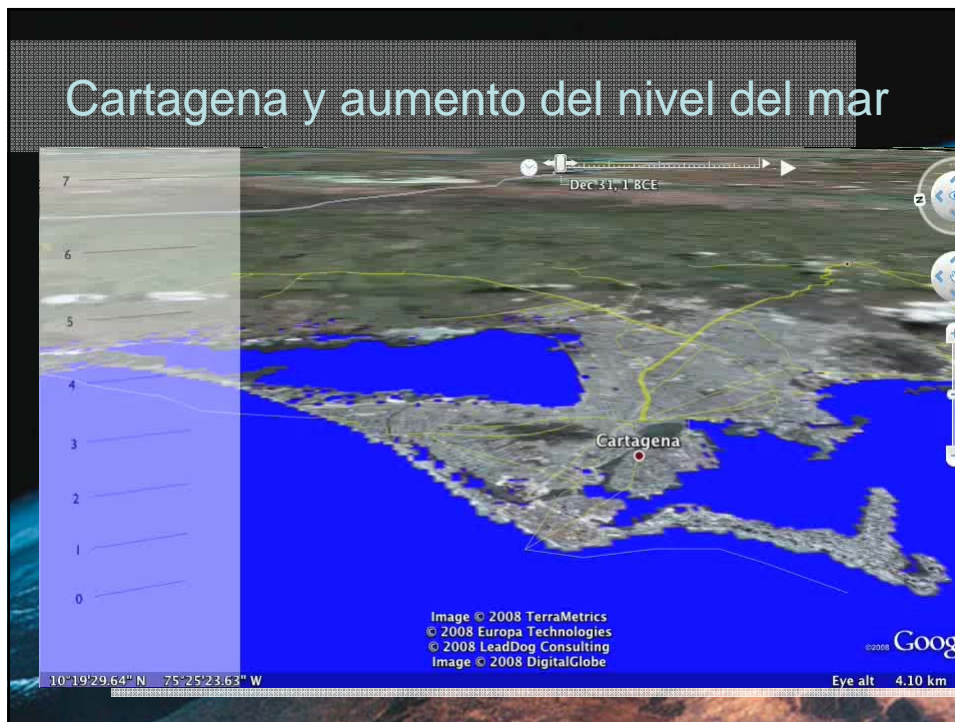 Cartagena y aumento del nivel del mar
Dec 31, 1 BCE
N
7
6
5
4
3
2
1
0
Cartagena
Image © 2008 TerraMetrics
© 2008 Europa Technologies
© 2008 LeadDog Consulting
Image © 2008 DigitalGlobe
©2008 Goog
10°19'29.64" N 75°25'23.63" W
Eye alt 4.10 km